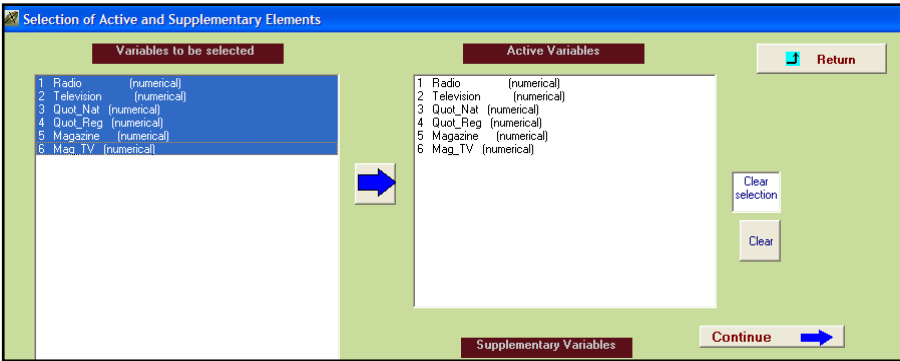 Selection of Active and Supplementary Elements
Variables to be selected
Active Variables
Return
1 Radio (numerical)
2 Television (numerical)
3 Quot_Nat (numerical)
4 Quot_Reg (numerical)
5 Magazine (numerical)
6 Mag_TV (numerical)
1 Radio (numerical)
2 Television (numerical)
3 Quot_Nat (numerical)
4 Quot_Reg (numerical)
5 Magazine (numerical)
6 Mag_TV (numerical)
Clear
selection
Clear
Continue
Supplementary Variables